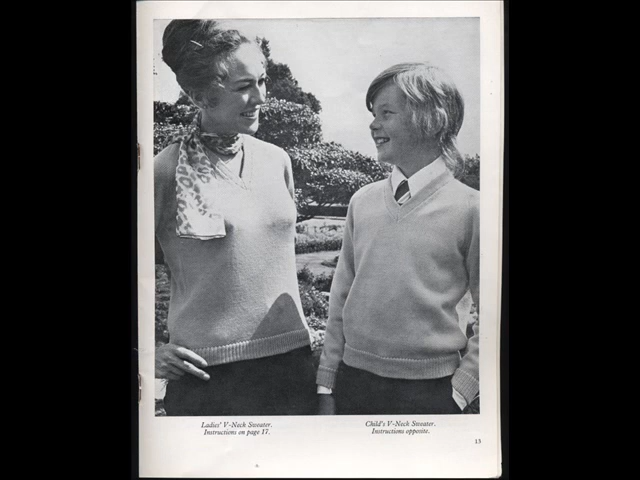 Ladies' V-Neck Sweater.
Instructions on page 17.
Child's V-Neck Sweater.
Instructions opposite.
15